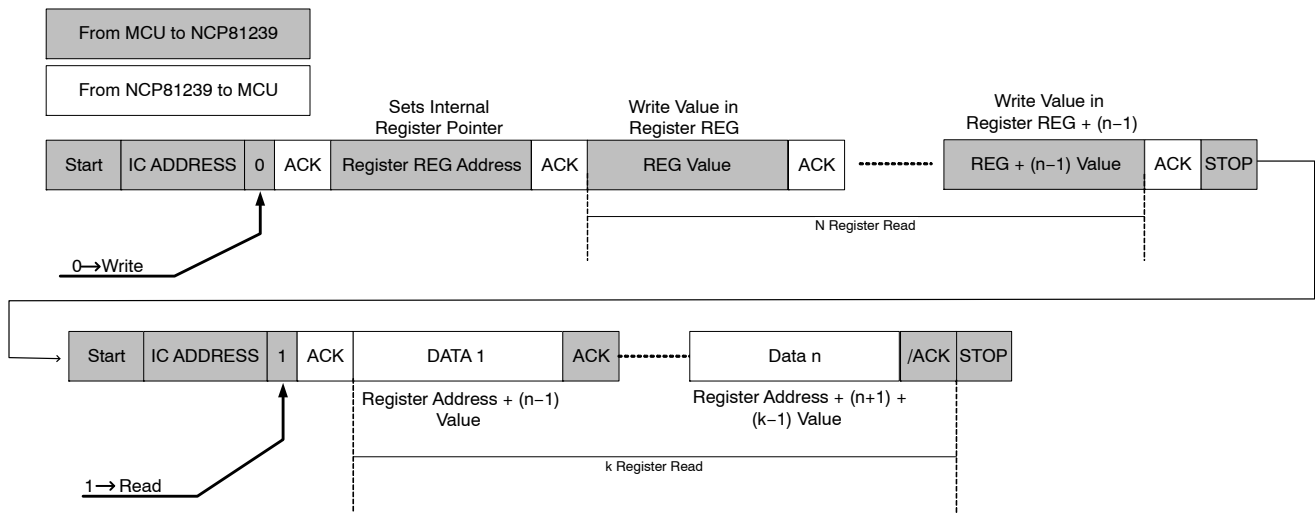 From MCU to NCP81239
From NCP81239 to MCU
Sets Internal
Register Pointer
Write Value in
Register REG
Write Value in
Register REG + (n−1)
Start IC ADDRESS 0 ACK Register REG Address ACK REG Value ACK REG + (n−1) Value ACK STOP
N Register Read
0→Write
Start IC ADDRESS 1 ACK DATA 1 ACK Data n /ACK STOP
Register Address + (n−1)
Value
Register Address + (n+1) +
(k−1) Value
k Register Read
1→Read